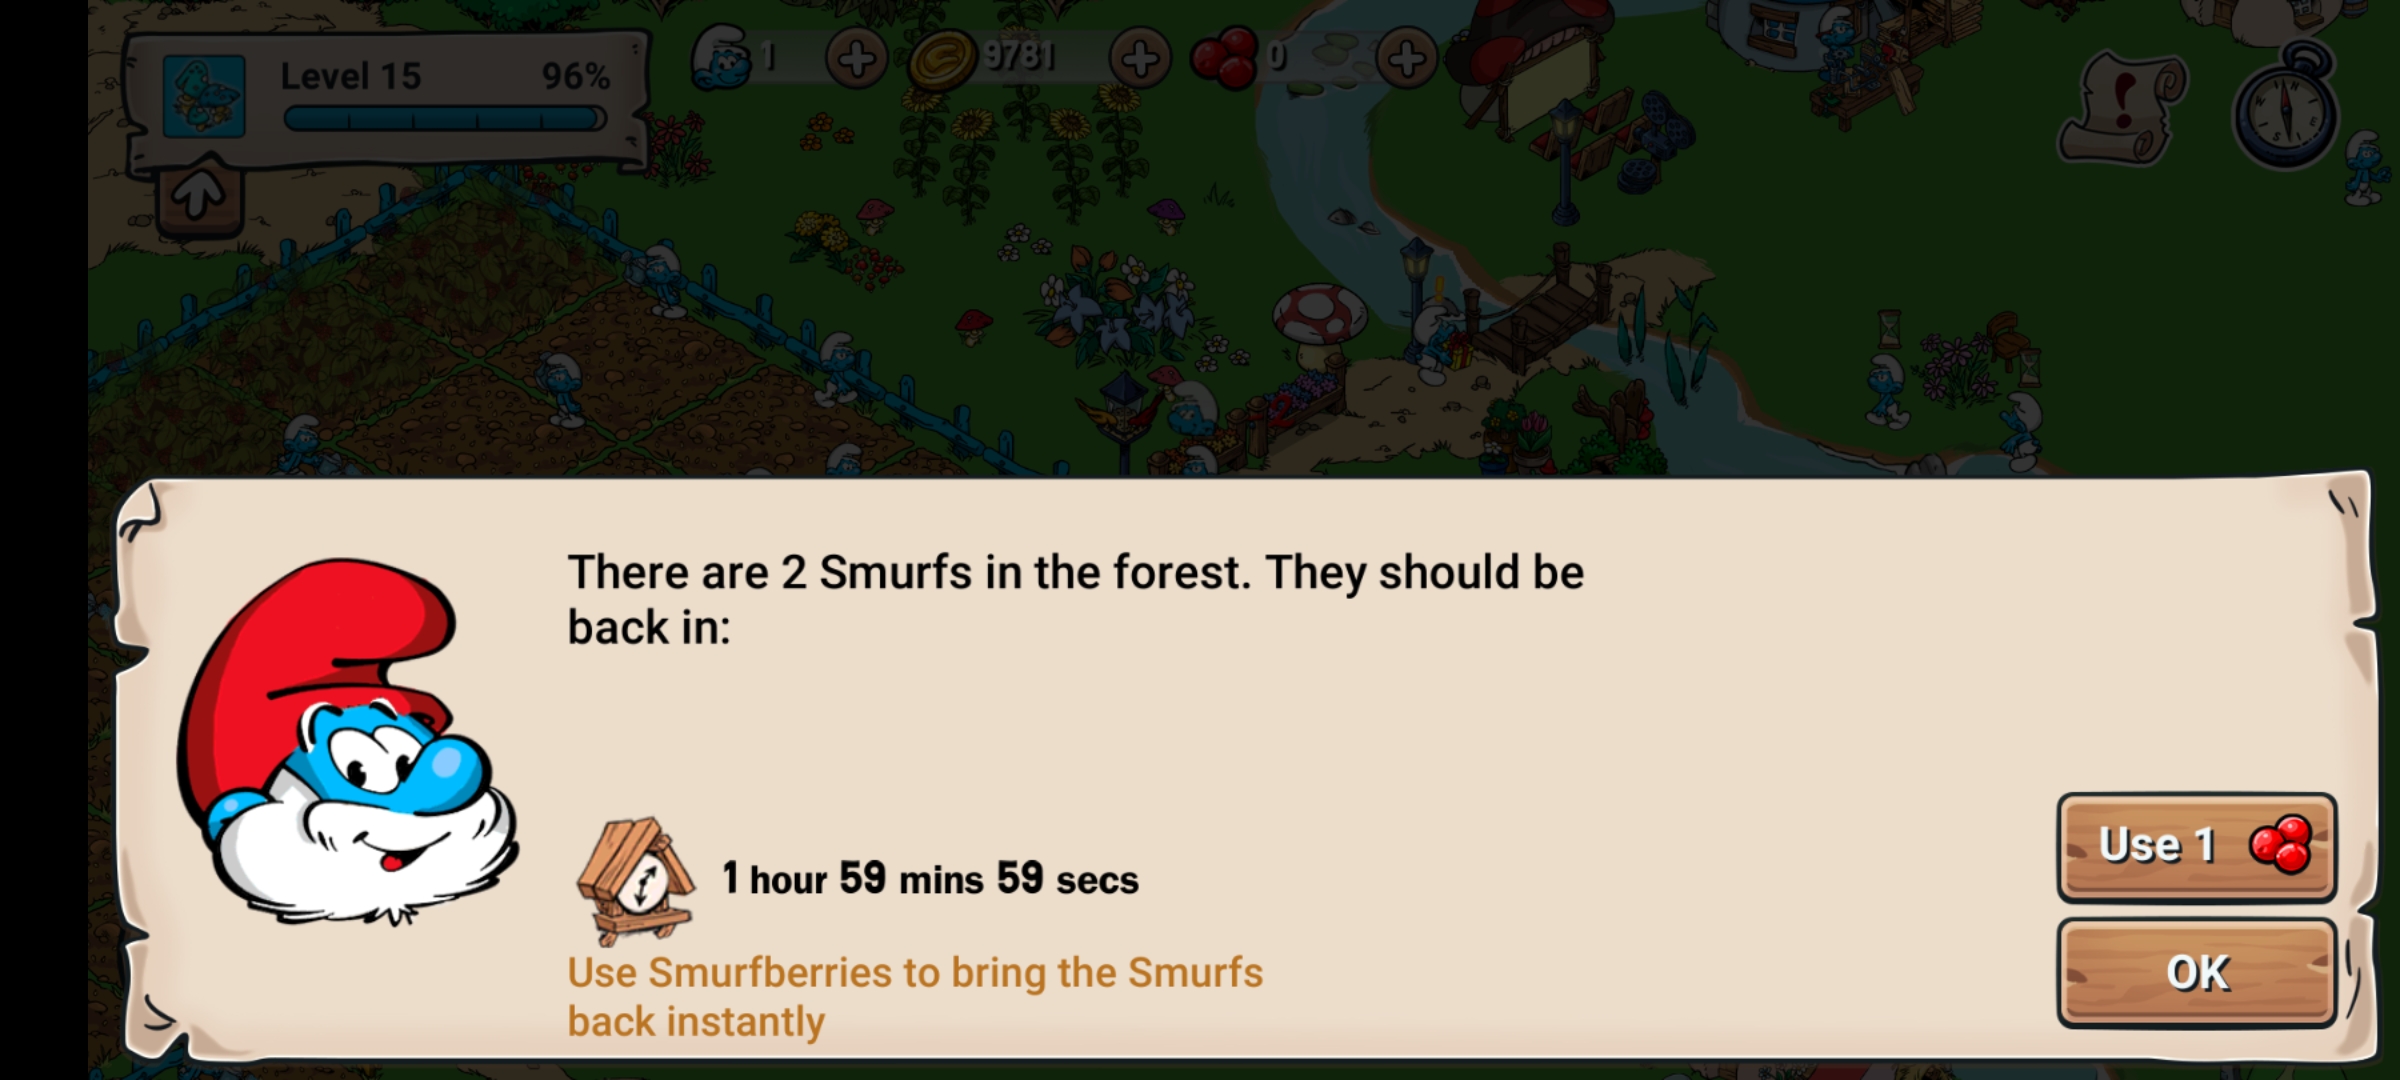 Level 15 96%
1
9781
0
There are 2 Smurfs in the forest. They should be
back in:
1 hour 59 mins 59 secs
Use Smurfberries to bring the Smurfs
back instantly
Use 1
OK